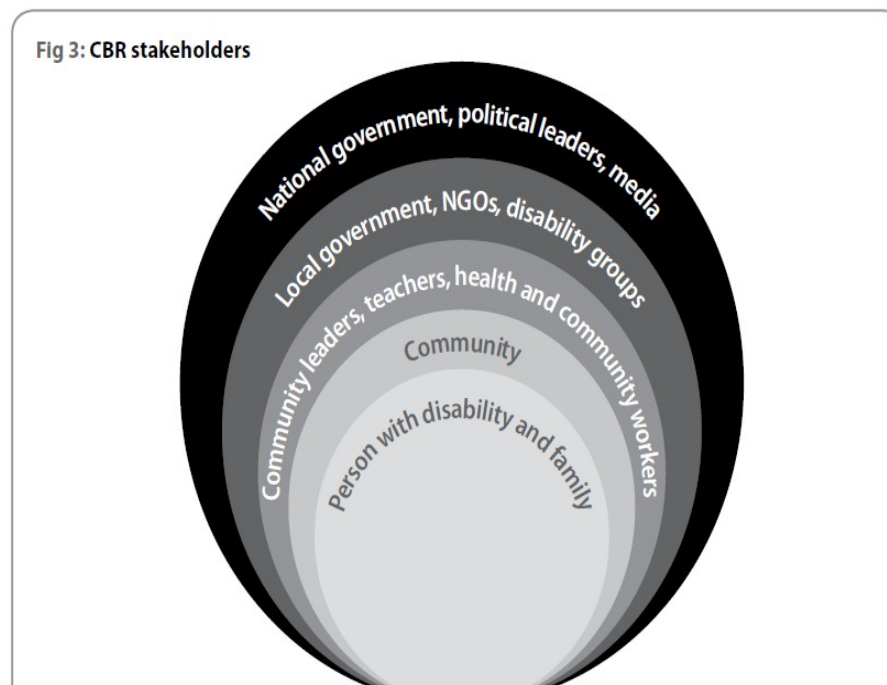 Fig 3: CBR stakeholders
National government, political leaders, media
Local government, NGOs, disability groups
Community leaders, teachers, health and community workers
Community
Person with disability and family